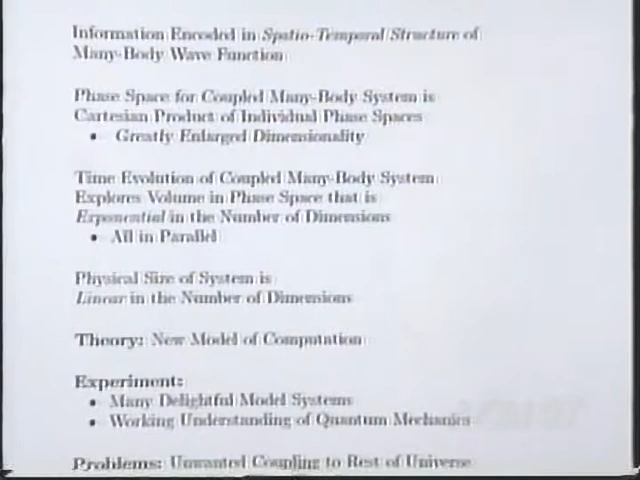 Information Encoded in Spatio-Temporal Structure of
Many-Body Wave Function
Phase Space for Coupled Many-Body System is
Cartesian Product of Individual Phase Spaces
• Greatly Enlarged Dimensionality
Time Evolution of Coupled Many-Body System
Explores Volume in Phase Space that is
Exponential in the Number of Dimensions
• All in Parallel
Physical Size of System is
Linear in the Number of Dimensions
Theory: New Model of Computation
Experiment:
• Many Delightful Model Systems
• Working Understanding of Quantum Mechanics
Problems: Unwanted Coupling to Rest of Universe